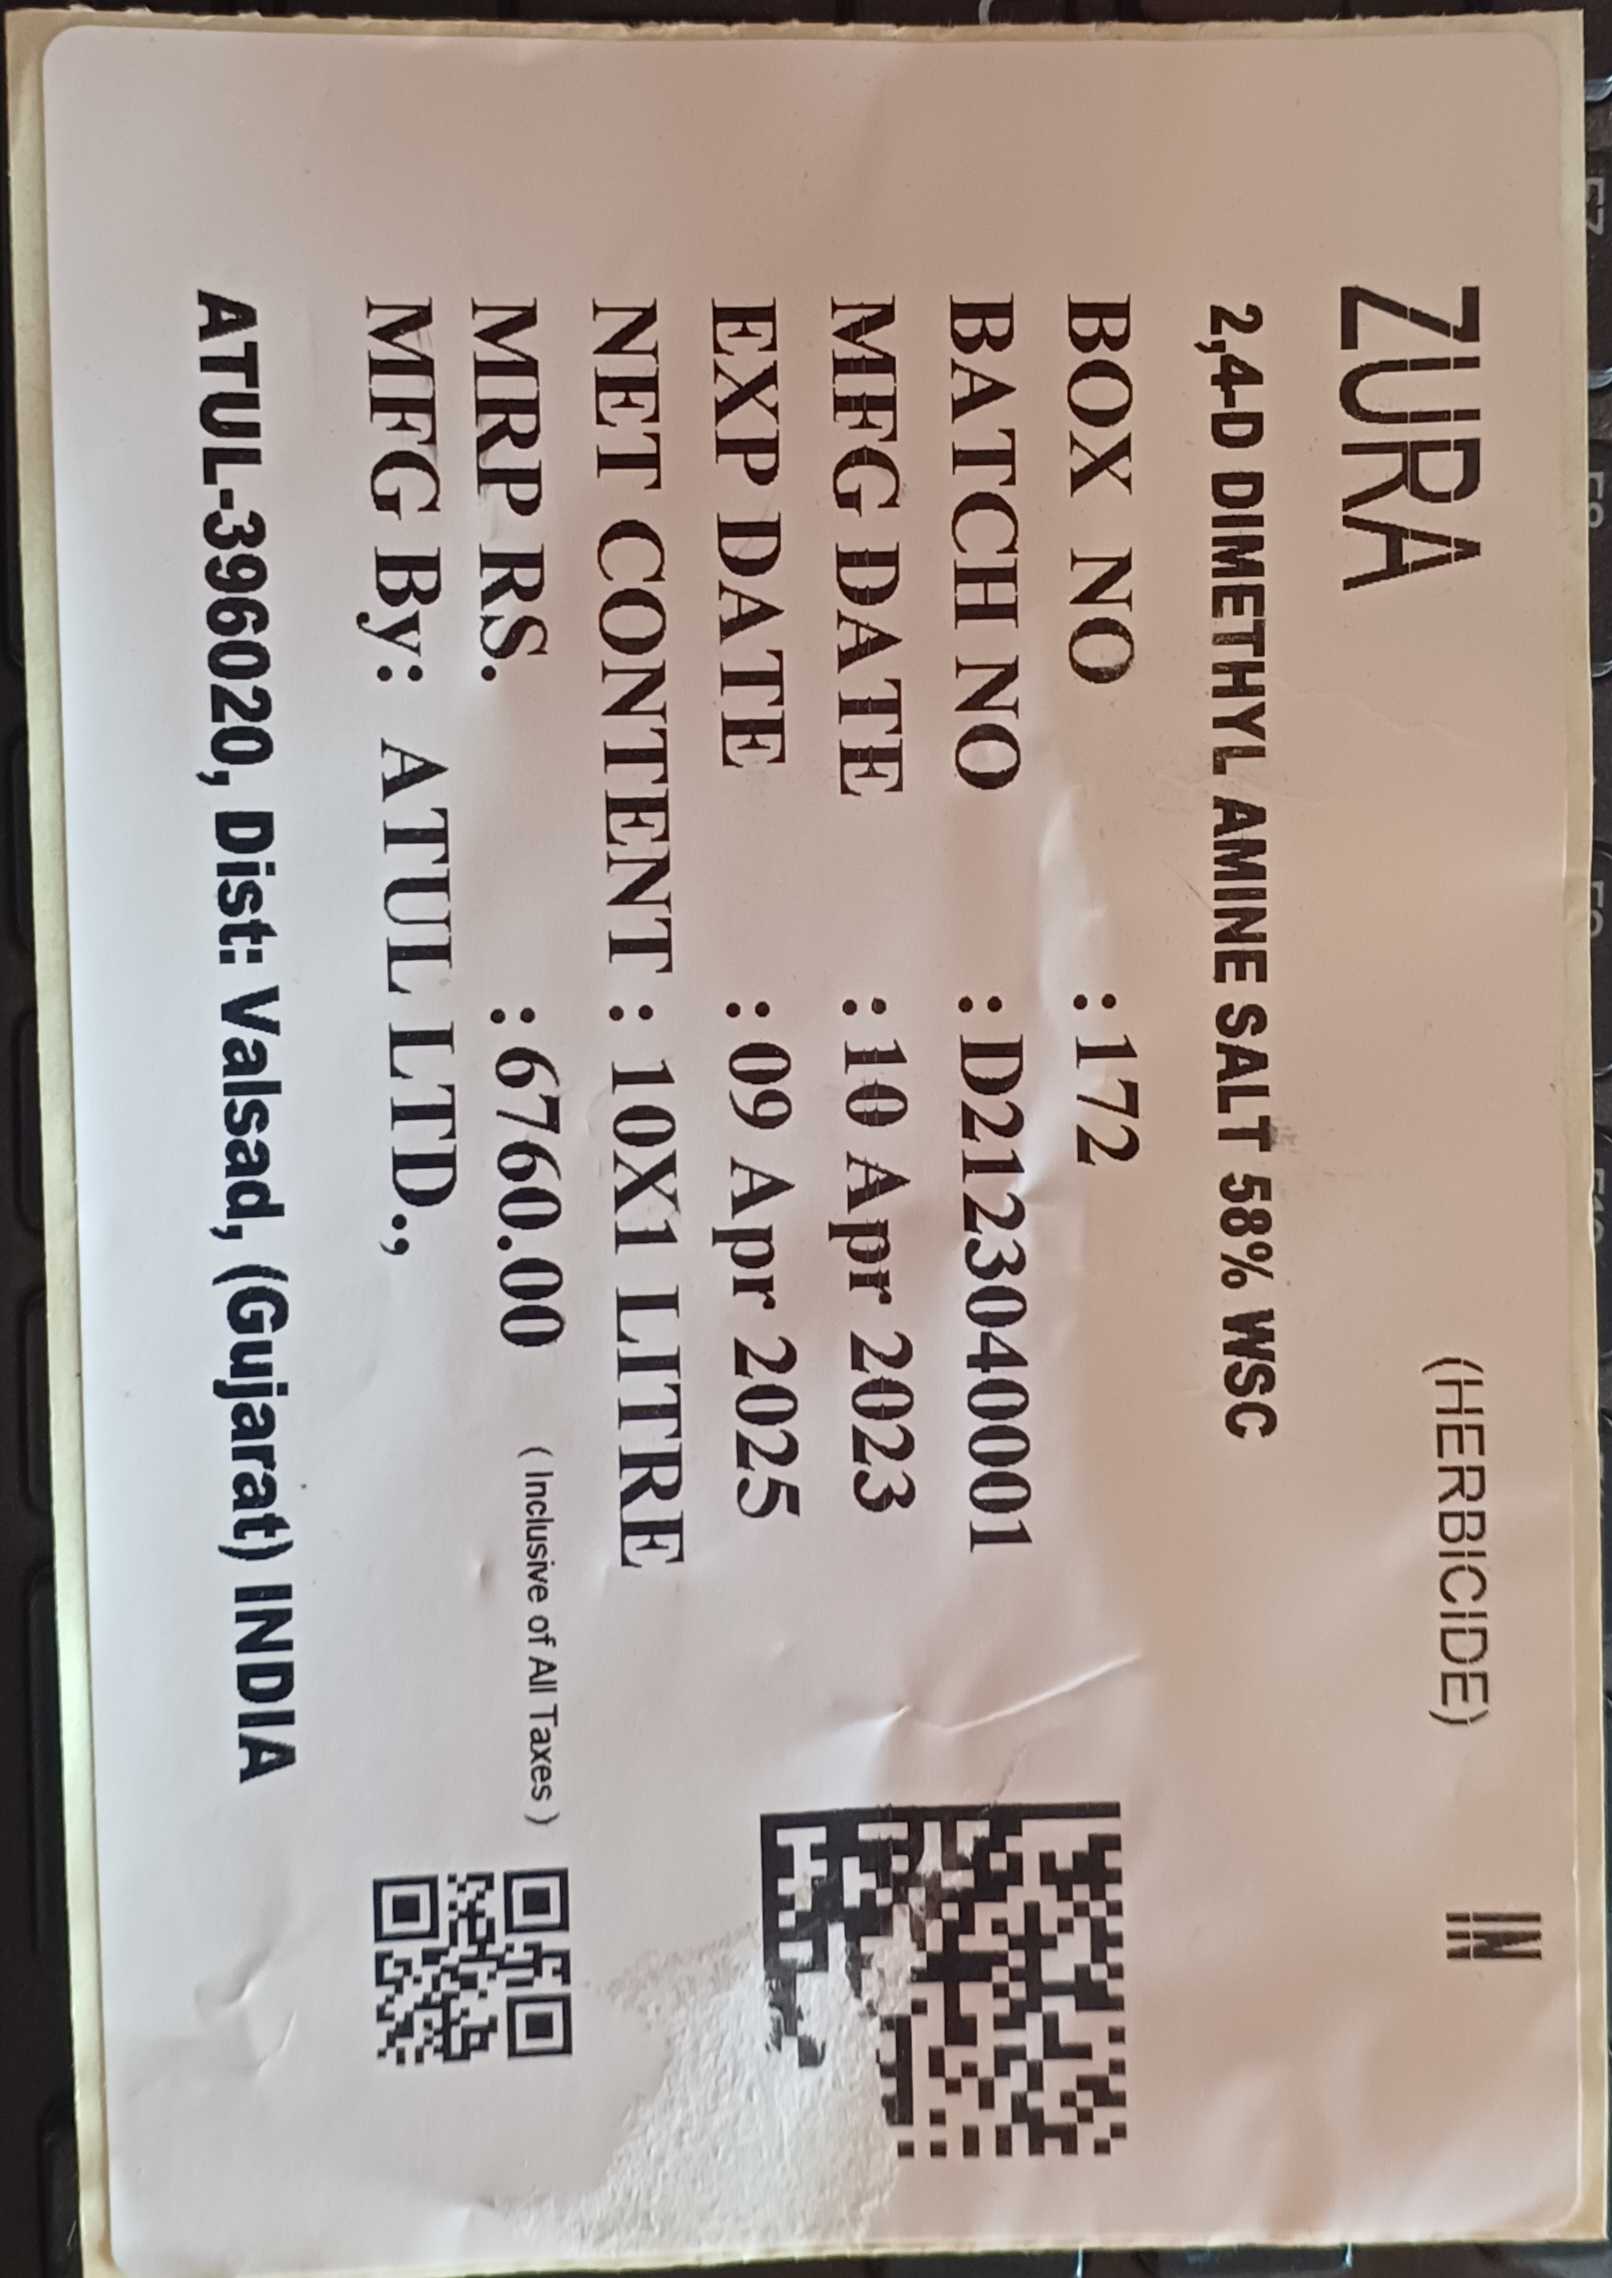 IN
ZURA (HERBICIDE)
2,4-D DIMETHYL AMINE SALT 58% WSC
BOX NO :172
BATCH NO :D2123040001
MFG DATE :10 Apr 2023
EXP DATE :09 Apr 2025
NET CONTENT : 10X1 LITRE
MRP RS. :6760.00 ( Inclusive of All Taxes )
MFG By: ATUL LTD.,
ATUL-396020, Dist: Valsad, (Gujarat) INDIA